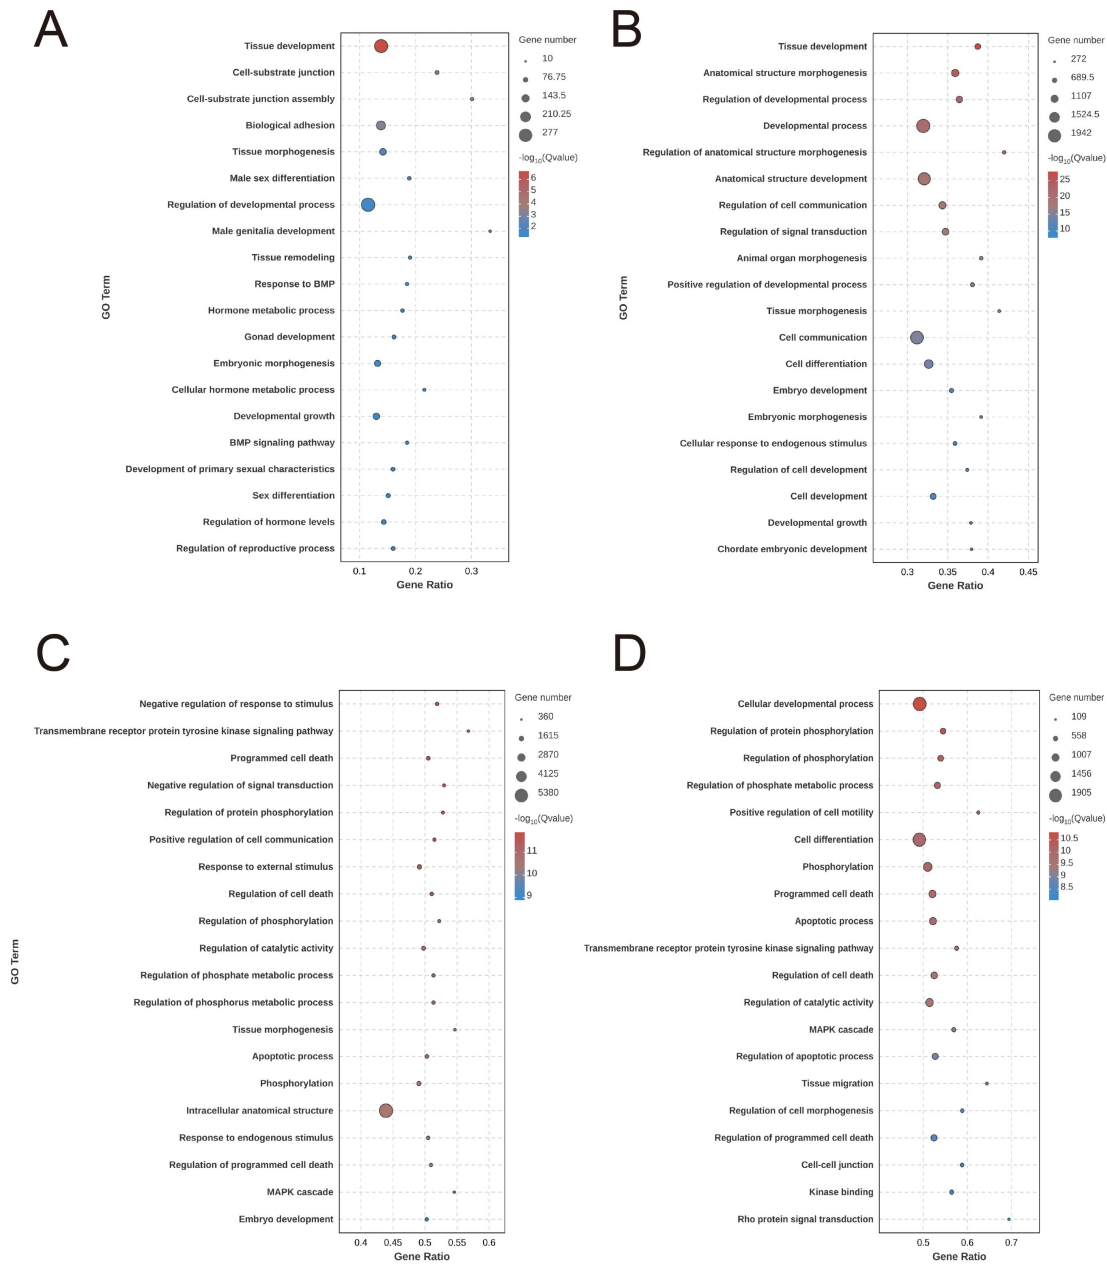 A
Tissue development
Cell-substrate junction
Cell-substrate junction assembly
Biological adhesion
Tissue morphogenesis
Male sex differentiation
Regulation of developmental process
Male genitalia development
Tissue remodeling
Response to BMP
Hormone metabolic process
Gonad development
Embryonic morphogenesis
Cellular hormone metabolic process
Developmental growth
BMP signaling pathway
Development of primary sexual characteristics
Sex differentiation
Regulation of hormone levels
Regulation of reproductive process
GO Term
0.1 0.2 0.3
Gene Ratio
Gene number
10
76.75
143.5
210.25
277
-log10(Qvalue)
6
5
4
3
2
B
Tissue development
Anatomical structure morphogenesis
Regulation of developmental process
Developmental process
Regulation of anatomical structure morphogenesis
Anatomical structure development
Regulation of cell communication
Regulation of signal transduction
Animal organ morphogenesis
Positive regulation of developmental process
Tissue morphogenesis
Cell communication
Cell differentiation
Embryo development
Embryonic morphogenesis
Cellular response to endogenous stimulus
Regulation of cell development
Cell development
Developmental growth
Chordate embryonic development
GO Term
0.3 0.35 0.4 0.45
Gene Ratio
Gene number
272
689.5
1107
1524.5
1942
-log10(Qvalue)
25
20
15
10
C
Negative regulation of response to stimulus
Transmembrane receptor protein tyrosine kinase signaling pathway
Programmed cell death
Negative regulation of signal transduction
Regulation of protein phosphorylation
Positive regulation of cell communication
Response to external stimulus
Regulation of cell death
Regulation of phosphorylation
Regulation of catalytic activity
Regulation of phosphate metabolic process
Regulation of phosphorus metabolic process
Tissue morphogenesis
Apoptotic process
Phosphorylation
Intracellular anatomical structure
Response to endogenous stimulus
Regulation of programmed cell death
MAPK cascade
Embryo development
GO Term
0.4 0.45 0.5 0.55 0.6
Gene Ratio
Gene number
360
1615
2870
4125
5380
-log10(Qvalue)
11
10
9
D
Cellular developmental process
Regulation of protein phosphorylation
Regulation of phosphorylation
Regulation of phosphate metabolic process
Positive regulation of cell motility
Cell differentiation
Phosphorylation
Programmed cell death
Apoptotic process
Transmembrane receptor protein tyrosine kinase signaling pathway
Regulation of cell death
Regulation of catalytic activity
MAPK cascade
Regulation of apoptotic process
Tissue migration
Regulation of cell morphogenesis
Regulation of programmed cell death
Cell-cell junction
Kinase binding
Rho protein signal transduction
0.5 0.6 0.7
Gene Ratio
Gene number
109
558
1007
1456
1905
-log10(Qvalue)
10.5
10
9.5
9
8.5